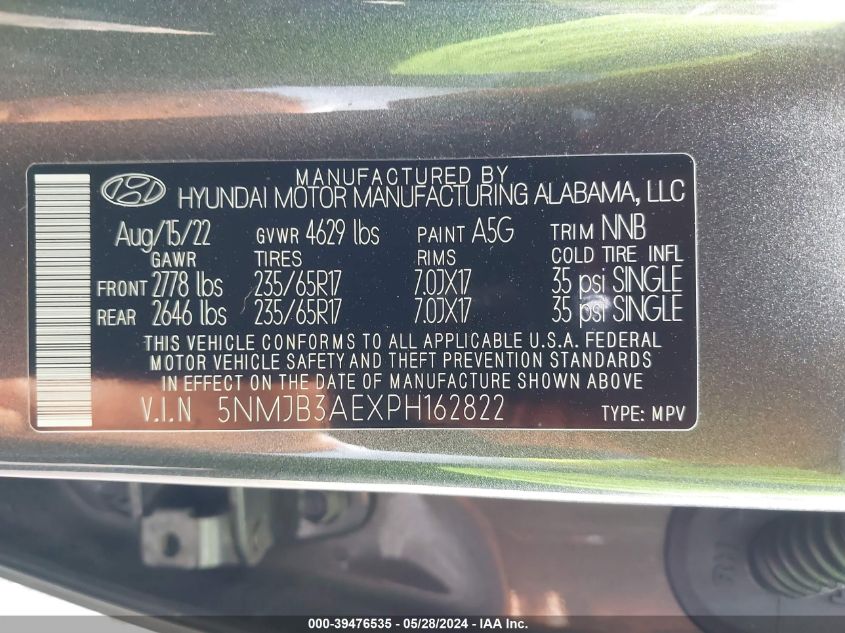 MANUFACTURED BY
HYUNDAI MOTOR MANUFACTURING ALABAMA, LLC
Aug/15/22 GVWR 4629 lbs PAINT A5G TRIM NNB
GAWR TIRES RIMS COLD TIRE INFL
FRONT 2778 lbs 235/65R17 7.0JX17 35 psi SINGLE
REAR 2646 lbs 235/65R17 7.0JX17 35 psi SINGLE
THIS VEHICLE CONFORMS TO ALL APPLICABLE U.S.A. FEDERAL
MOTOR VEHICLE SAFETY AND THEFT PREVENTION STANDARDS
IN EFFECT ON THE DATE OF MANUFACTURE SHOWN ABOVE
V.I.N 5NMJB3AEXPH162822 TYPE: MPV
000-39476535 - 05/28/2024 - IAAI Inc.